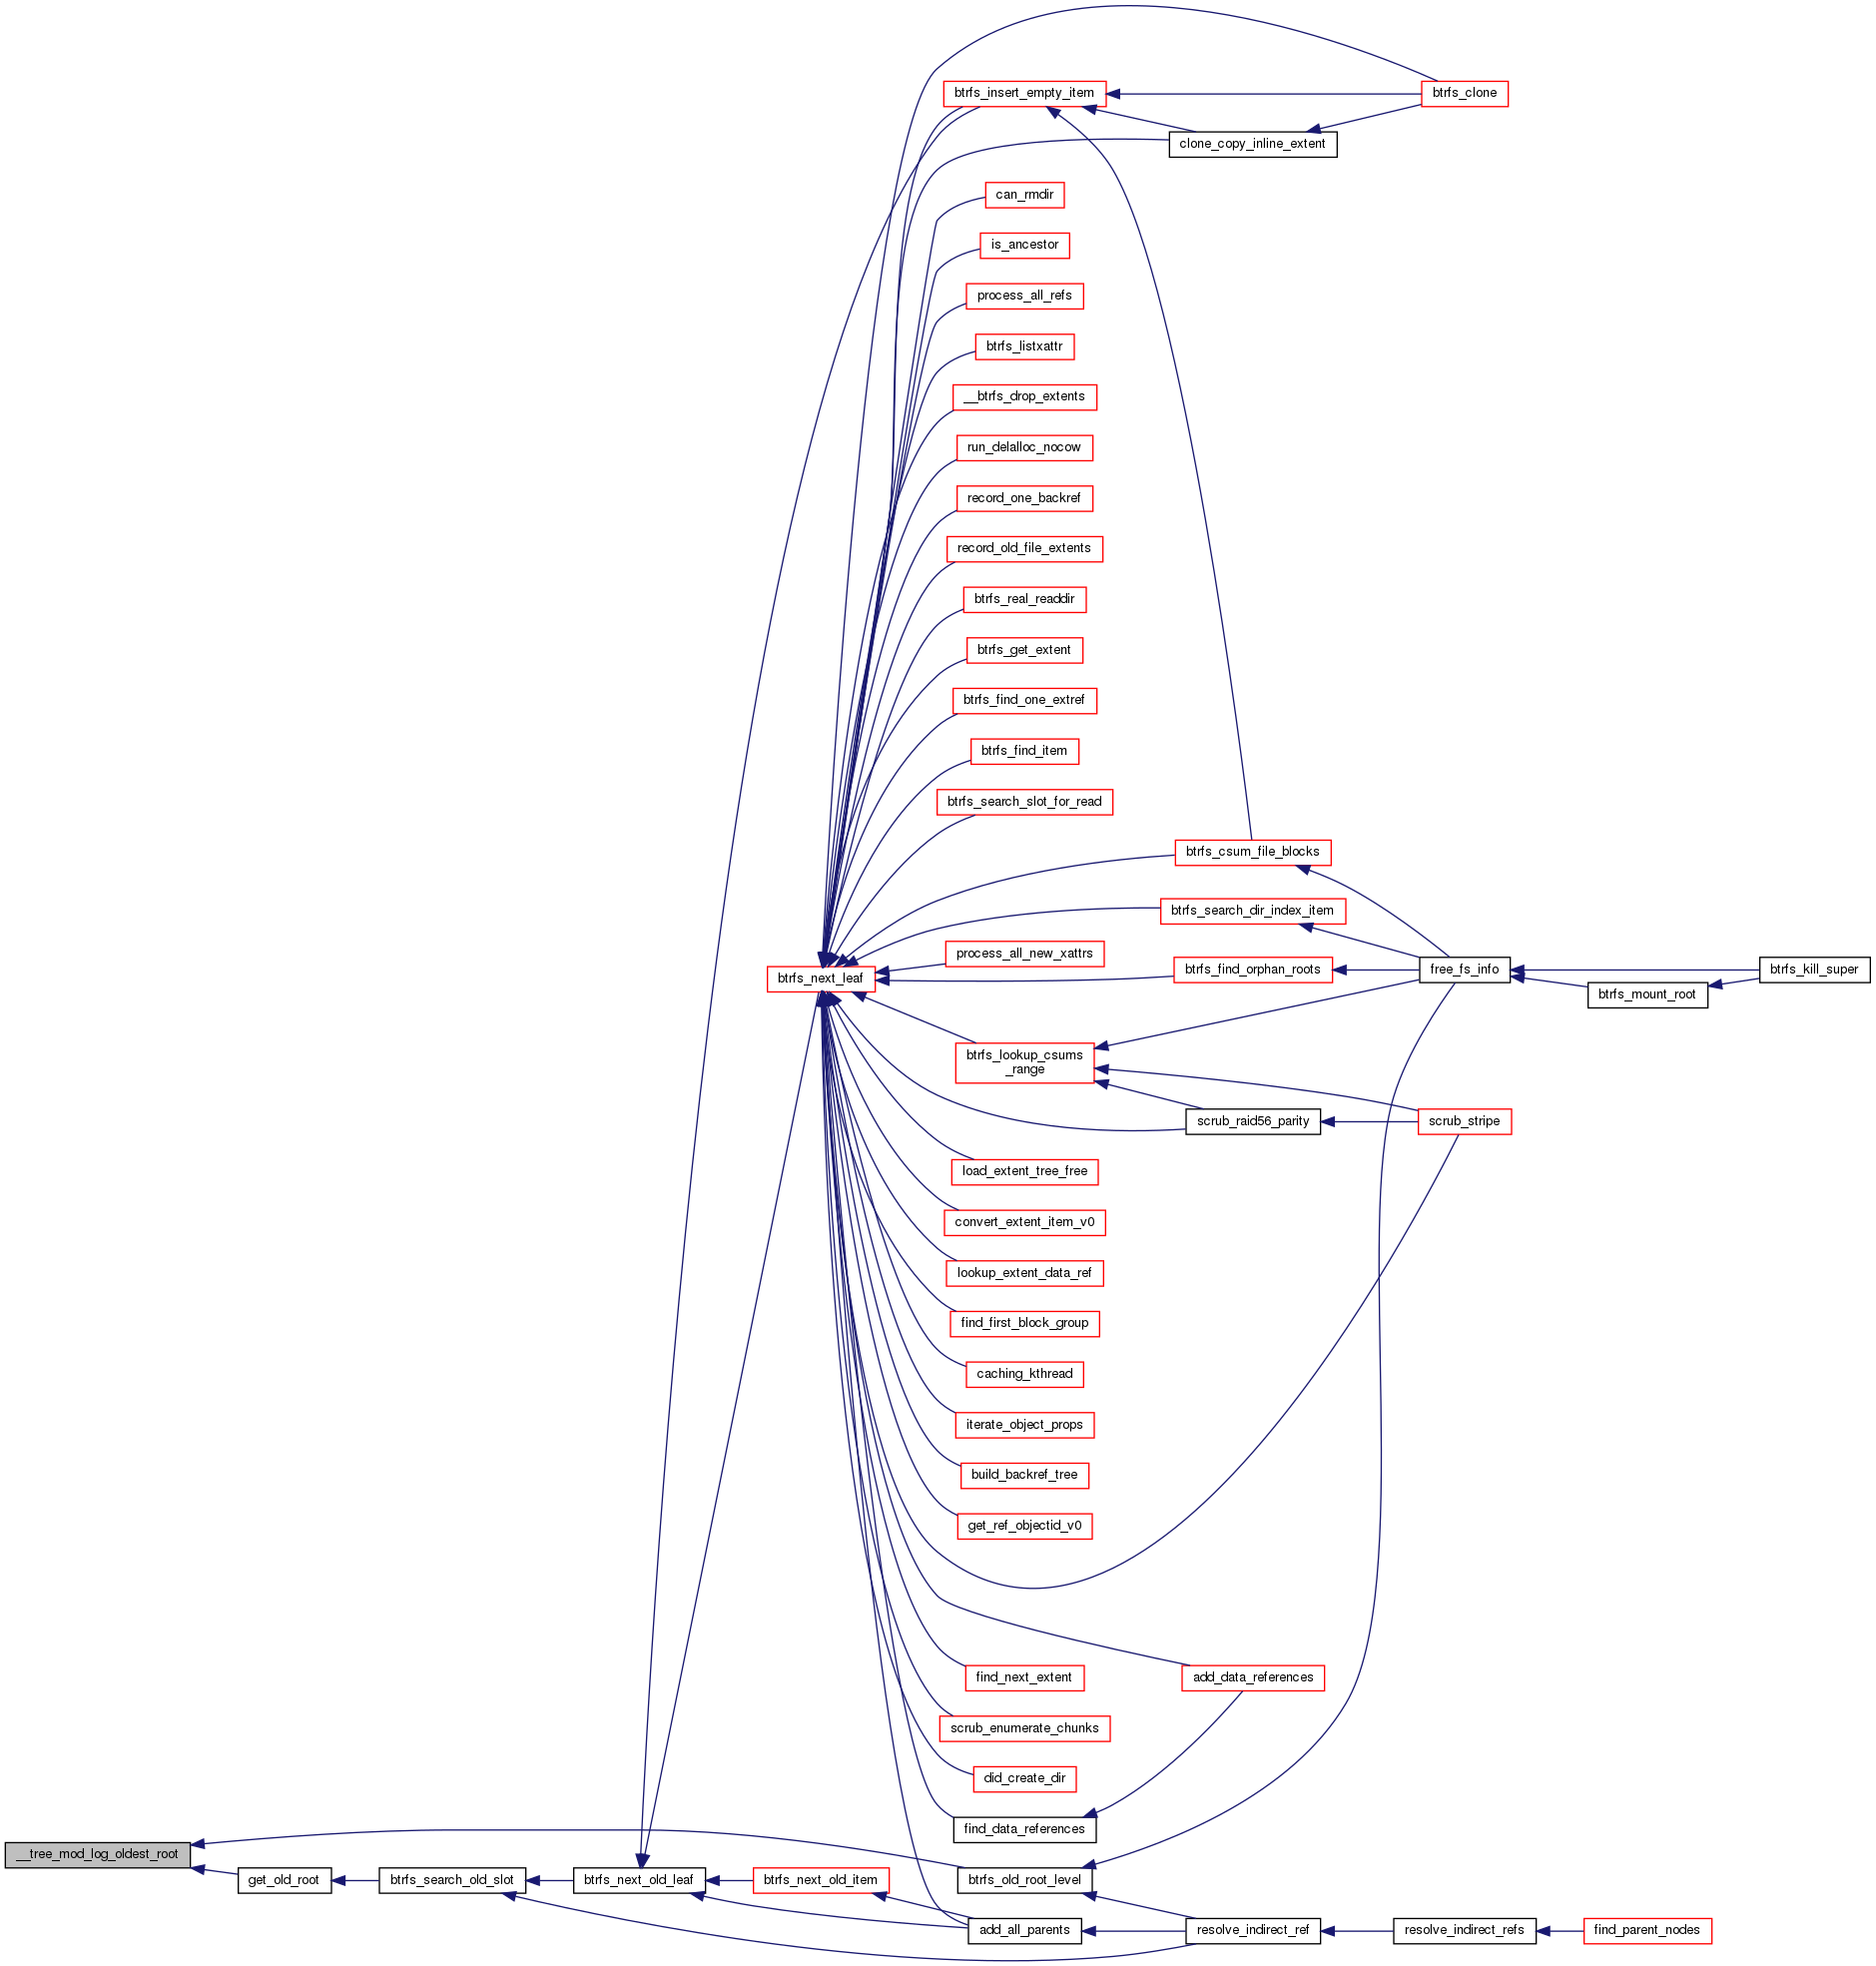 btrfs_insert_empty_item
btrfs_clone
clone_copy_inline_extent
can_rmdir
is_ancestor
process_all_refs
btrfs_listxattr
__btrfs_drop_extents
run_delalloc_nocow
record_one_backref
record_old_file_extents
btrfs_real_readdir
btrfs_get_extent
btrfs_find_one_extref
btrfs_find_item
btrfs_search_slot_for_read
btrfs_csum_file_blocks
btrfs_search_dir_index_item
process_all_new_xattrs
btrfs_next_leaf
btrfs_find_orphan_roots
free_fs_info
btrfs_kill_super
btrfs_mount_root
btrfs_lookup_csums
_range
scrub_raid56_parity
scrub_stripe
load_extent_tree_free
convert_extent_item_v0
lookup_extent_data_ref
find_first_block_group
caching_kthread
iterate_object_props
build_backref_tree
get_ref_objectid_v0
find_next_extent
add_data_references
scrub_enumerate_chunks
did_create_dir
find_data_references
__tree_mod_log_oldest_root
get_old_root
btrfs_search_old_slot
btrfs_next_old_leaf
btrfs_next_old_item
btrfs_old_root_level
add_all_parents
resolve_indirect_ref
resolve_indirect_refs
find_parent_nodes